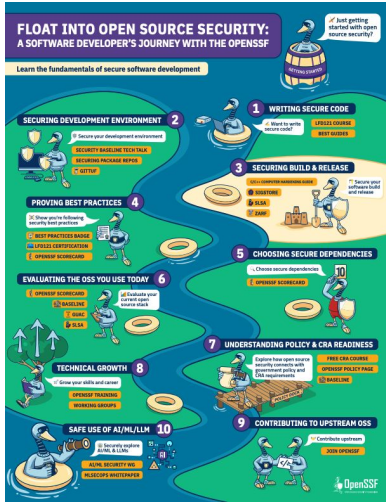 FLOAT INTO OPEN SOURCE SECURITY:
A SOFTWARE DEVELOPER'S JOURNEY WITH THE OPENSSF
Learn the fundamentals of secure software development
Just getting
started with open
source security?
GETTING STARTED
1 WRITING SECURE CODE
Want to write
secure code?
LFD121 COURSE
BEST GUIDES
SECURING DEVELOPMENT ENVIRONMENT 2
Secure your development environment
SECURITY BASELINE TECH TALK
SECURING PACKAGE REPOS
GITTUF
3 SECURING BUILD & RELEASE
C/C++ COMPILER HARDENING GUIDE
SIGSTORE
SLSA
ZARF
Secure your
software build
and release
PROVING BEST PRACTICES 4
Show you're following
security best practices
BEST PRACTICES BADGE
LFD121 CERTIFICATION
OPENSSF SCORECARD
5 CHOOSING SECURE DEPENDENCIES
Choose secure dependencies
OPENSSF SCORECARD
10
EVALUATING THE OSS YOU USE TODAY 6
OPENSSF SCORECARD
BASELINE
GUAC
SLSA
Evaluate your
current open
source stack
7 UNDERSTANDING POLICY & CRA READINESS
Explore how open source
security connects with
government policy and
CRA requirements
FREE CRA COURSE
OPENSSF POLICY PAGE
BASELINE
POLICY DOCK
TECHNICAL GROWTH 8
Grow your skills and career
OPENSSF TRAINING
WORKING GROUPS
9 CONTRIBUTING TO UPSTREAM OSS
Contribute upstream
JOIN OPENSSF
</>
SAFE USE OF AI/ML/LLM 10
Securely explore
AI/ML & LLMs
AI/ML SECURITY WG
MLSECOPS WHITEPAPER
OpenSSF